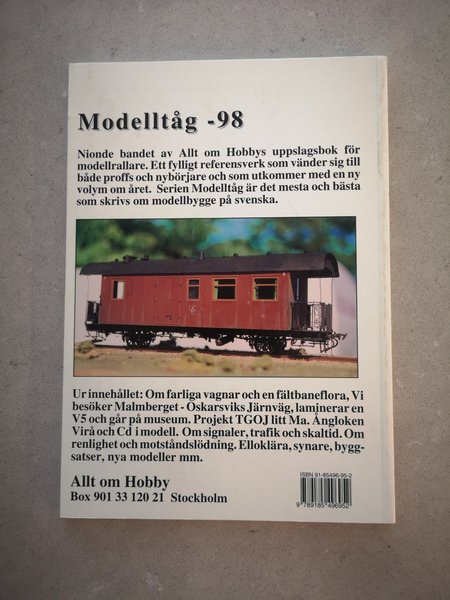 Modelltåg -98
Nionde bandet av Allt om Hobbys uppslagsbok för
modellrallare. Ett fylligt referensverk som vänder sig till
både proffs och nybörjare och som utkommer med en ny
volym om året. Serien Modelltåg är det mesta och bästa
som skrivs om modellbygge på svenska.
Ur innehållet: Om farliga vagnar och en fältbaneflora, Vi
besöker Malmberget - Oskarsviks Järnväg, laminerar en
V5 och går på museum. Projekt TGOJ litt Ma. Ångloken
Virå och Cd i modell. Om signaler, trafik och skaltid. Om
renlighet och motståndslödning. Elloklära, synare, bygg-
satser, nya modeller mm.
Allt om Hobby
Box 901 33 120 21 Stockholm
ISBN 91-85496-95-2
9 789185 496952